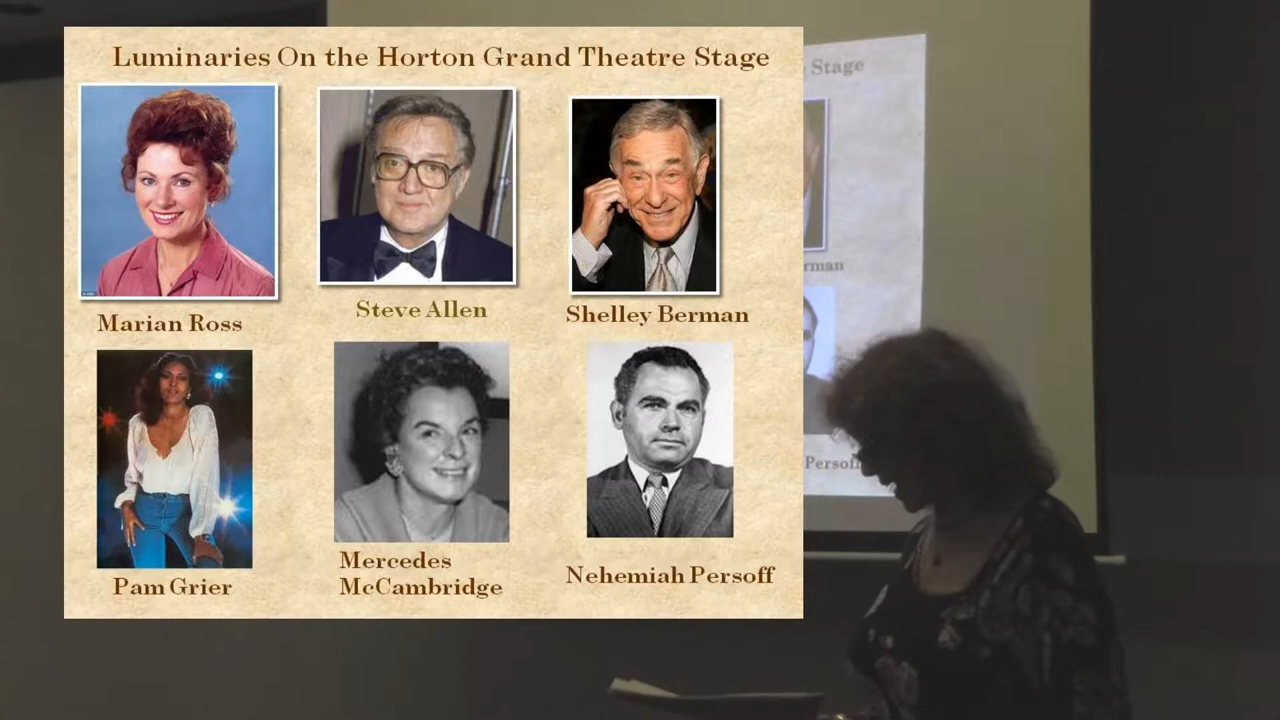 Luminaries On the Horton Grand Theatre Stage
Stage
Marian Ross
Steve Allen
Shelley Berman
rman
Pam Grier
Mercedes
McCambridge
Nehemiah Persoff
Persoff